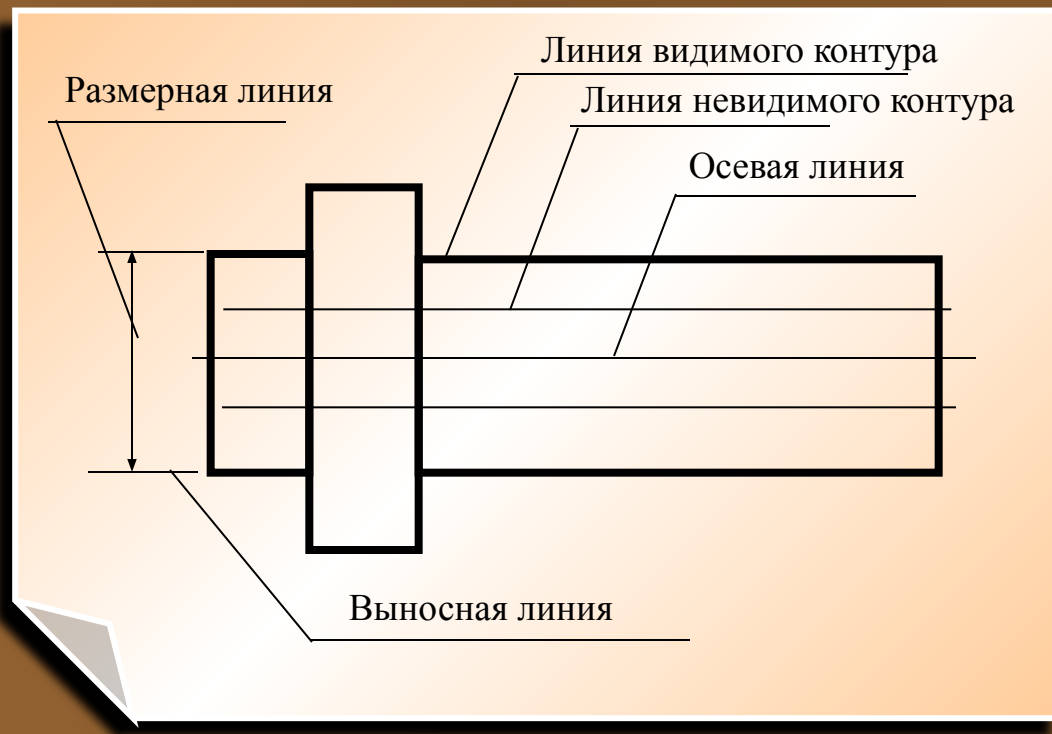 Линия видимого контура
Размерная линия
Линия невидимого контура
Осевая линия
Выносная линия